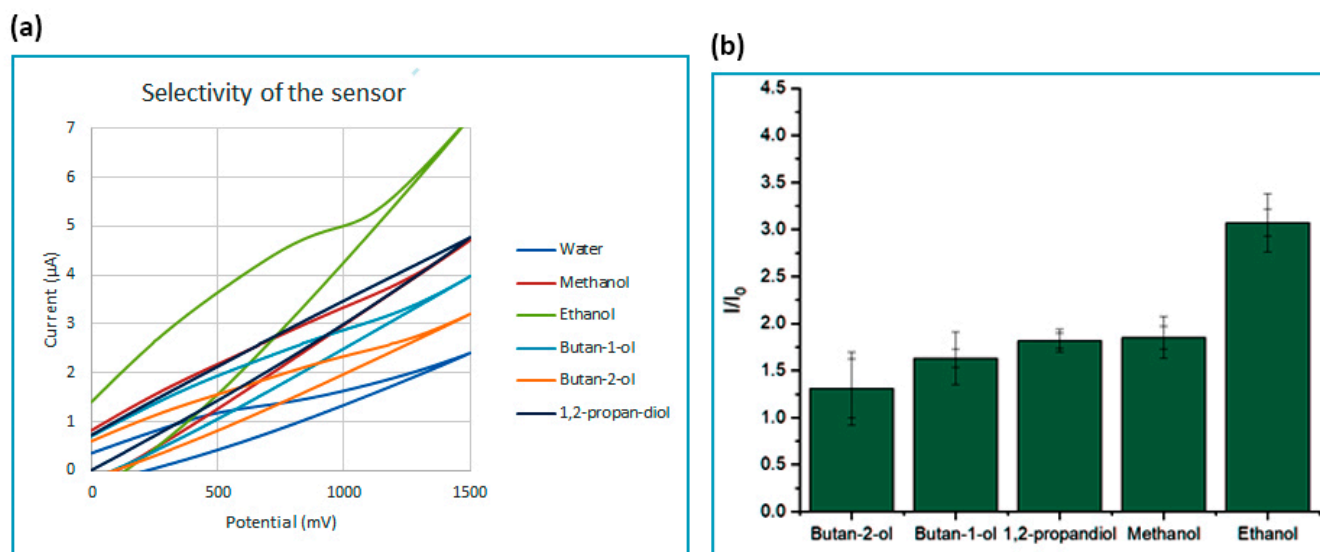 (a)
Selectivity of the sensor
7
6
5
4
3
2
1
0
Current (µA)
0 500 1000 1500
Potential (mV)
Water
Methanol
Ethanol
Butan-1-ol
Butan-2-ol
1,2-propan-diol
(b)
4.5
4.0
3.5
3.0
2.5
2.0
1.5
1.0
0.5
0.0
I/I0
Butan-2-ol Butan-1-ol 1,2-propandiol Methanol Ethanol